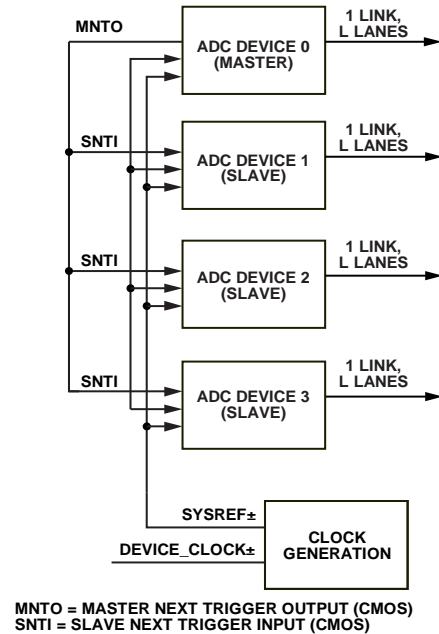 MNTO
ADC DEVICE 0
(MASTER)
1 LINK,
L LANES
SNTI
ADC DEVICE 1
(SLAVE)
1 LINK,
L LANES
SNTI
ADC DEVICE 2
(SLAVE)
1 LINK,
L LANES
SNTI
ADC DEVICE 3
(SLAVE)
1 LINK,
L LANES
SYSREF±
DEVICE_CLOCK±
CLOCK
GENERATION
MNTO = MASTER NEXT TRIGGER OUTPUT (CMOS)
SNTI = SLAVE NEXT TRIGGER INPUT (CMOS)